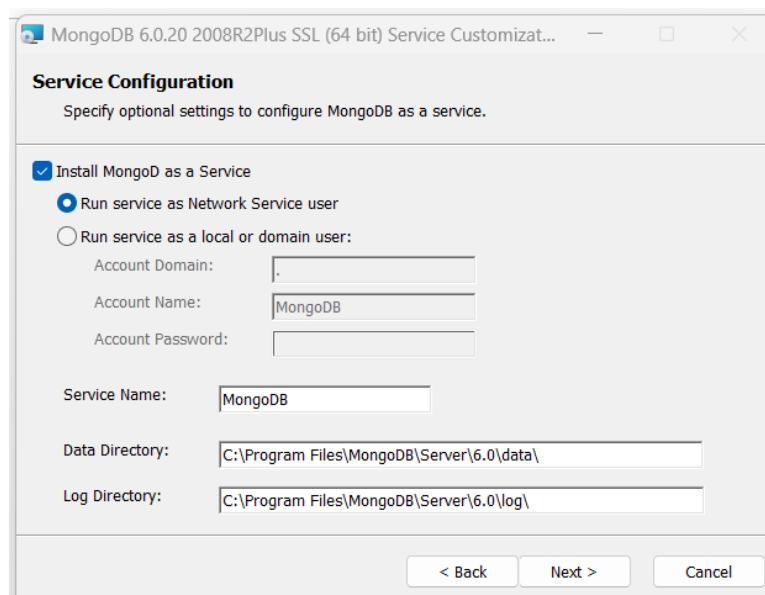 MongoDB 6.0.20 2008R2Plus SSL (64 bit) Service Customizat...
Service Configuration
Specify optional settings to configure MongoDB as a service.
Install MongoD as a Service
Run service as Network Service user
Run service as a local or domain user:
Account Domain: .
Account Name: MongoDB
Account Password:
Service Name: MongoDB
Data Directory: C:\Program Files\MongoDB\Server\6.0\data\
Log Directory: C:\Program Files\MongoDB\Server\6.0\log\
< Back Next > Cancel